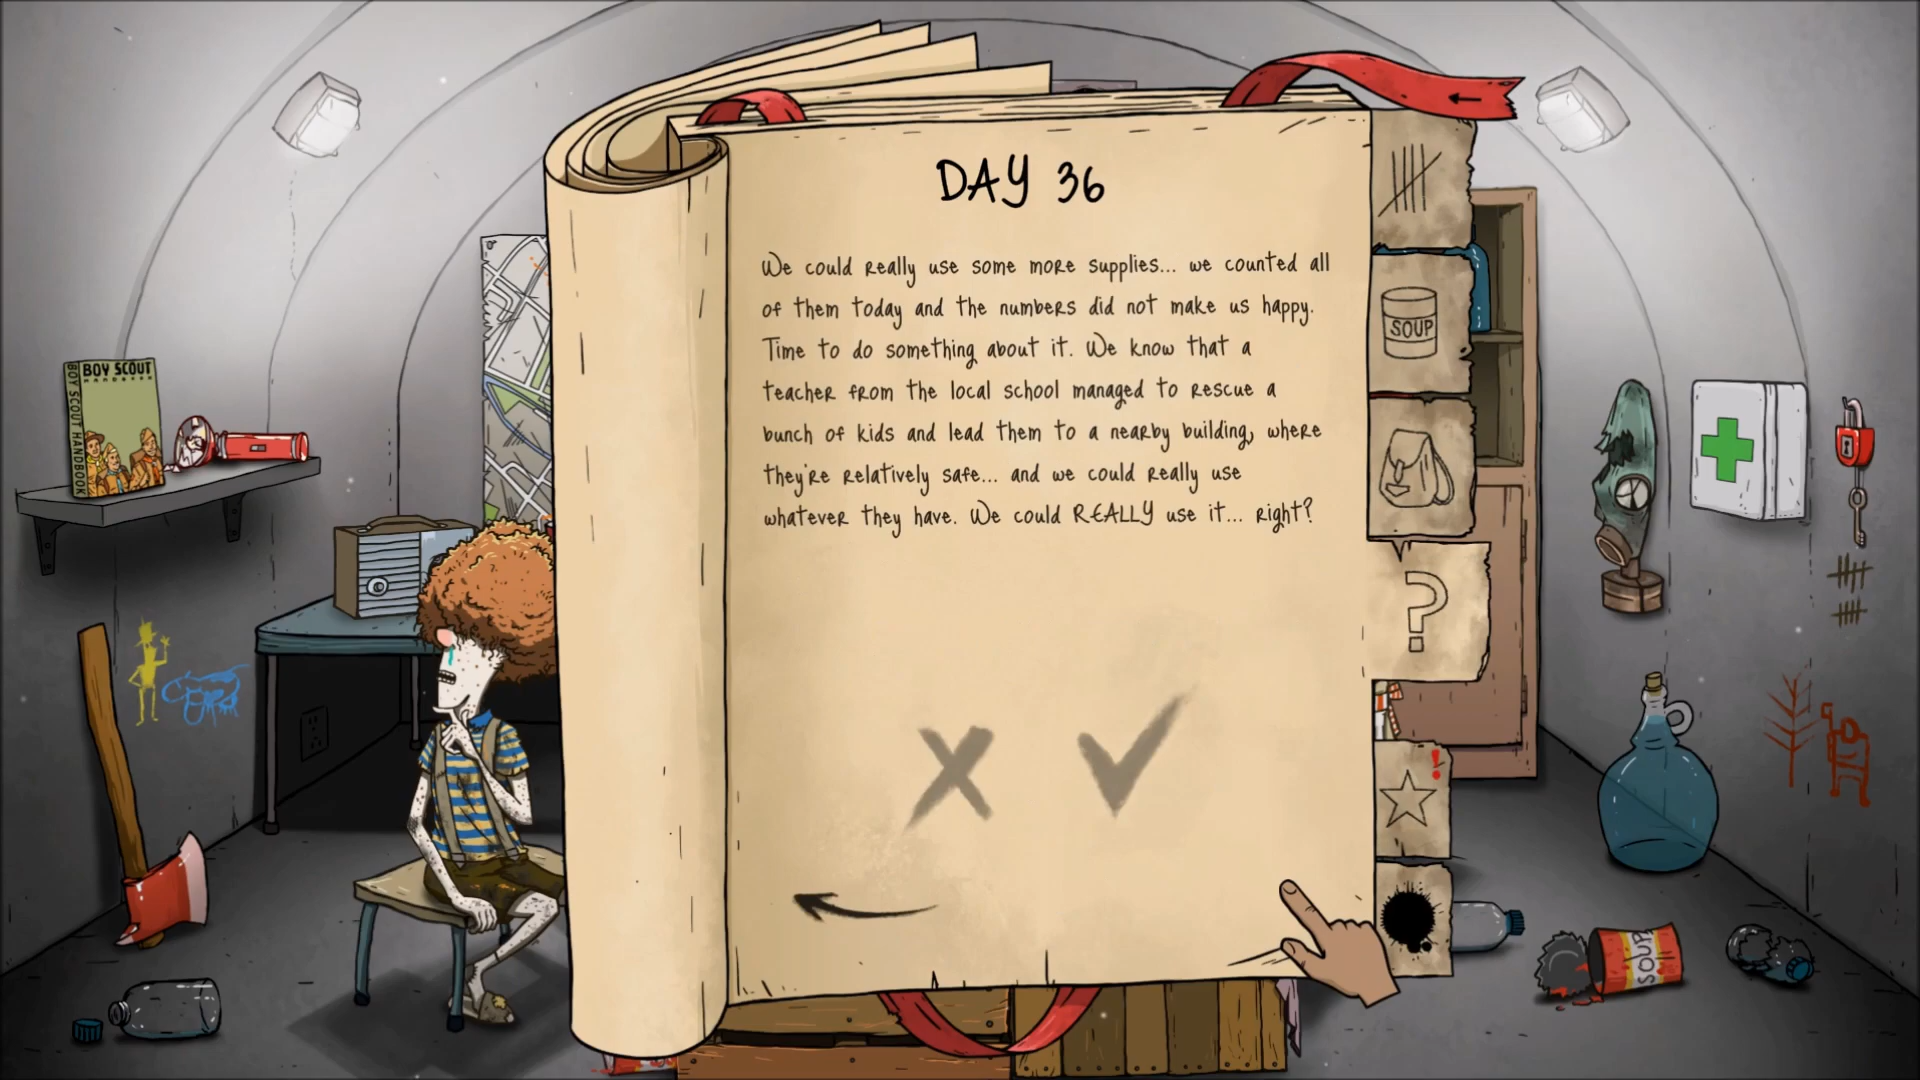 DAY 36
We could really use some more supplies... we counted all
of them today and the numbers did not make us happy.
Time to do something about it. We know that a
teacher from the local school managed to rescue a
bunch of kids and lead them to a nearby building, where
they're relatively safe... and we could really use
whatever they have. We could REALLY use it... right?
SOUP
BOY SCOUT
HANDBOOK
BOY SCOUT HANDBOOK
SOUP